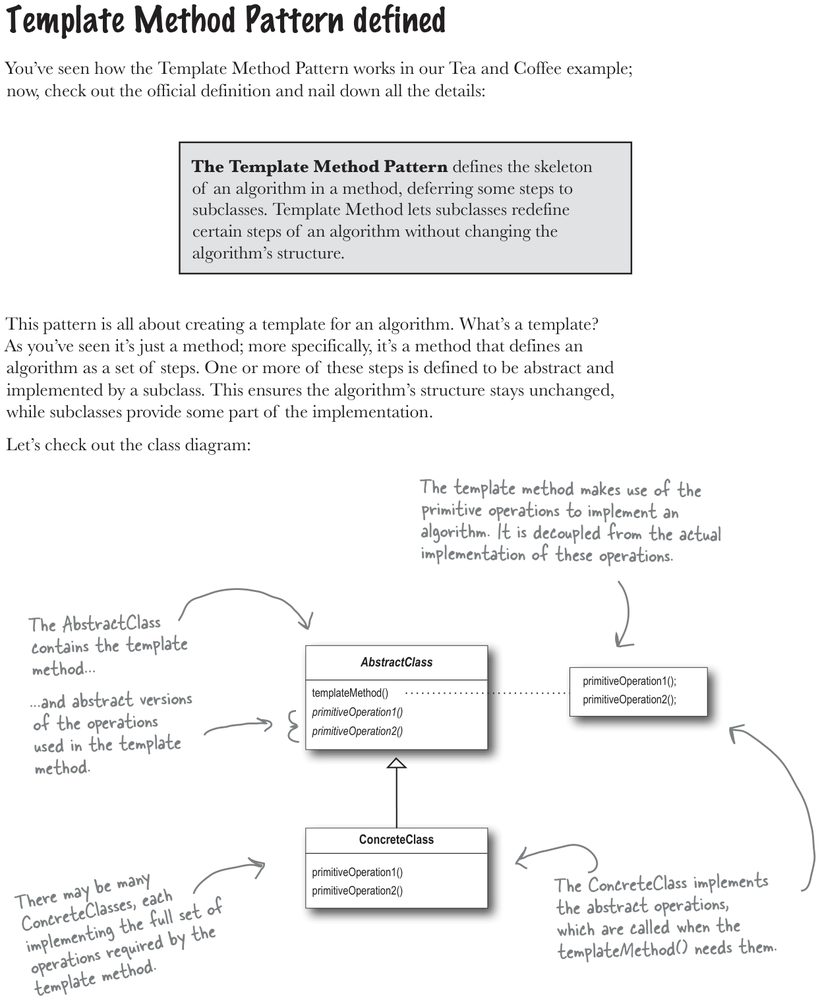 Template Method Pattern defined
You've seen how the Template Method Pattern works in our Tea and Coffee example;
now, check out the official definition and nail down all the details:
The Template Method Pattern defines the skeleton
of an algorithm in a method, deferring some steps to
subclasses. Template Method lets subclasses redefine
certain steps of an algorithm without changing the
algorithm's structure.
This pattern is all about creating a template for an algorithm. What's a template?
As you've seen it's just a method; more specifically, it's a method that defines an
algorithm as a set of steps. One or more of these steps is defined to be abstract and
implemented by a subclass. This ensures the algorithm's structure stays unchanged,
while subclasses provide some part of the implementation.
Let's check out the class diagram:
The template method makes use of the
primitive operations to implement an
algorithm. It is decoupled from the actual
implementation of these operations.
The AbstractClass
contains the template
method...
...and abstract versions
of the operations
used in the template
method.
AbstractClass
templateMethod()
primitiveOperation1()
primitiveOperation2()
primitiveOperation1();
primitiveOperation2();
ConcreteClass
primitiveOperation1()
primitiveOperation2()
There may be many
ConcreteClasses, each
implementing the full set of
operations required by the
template method.
The ConcreteClass implements
the abstract operations,
which are called when the
templateMethod() needs them.